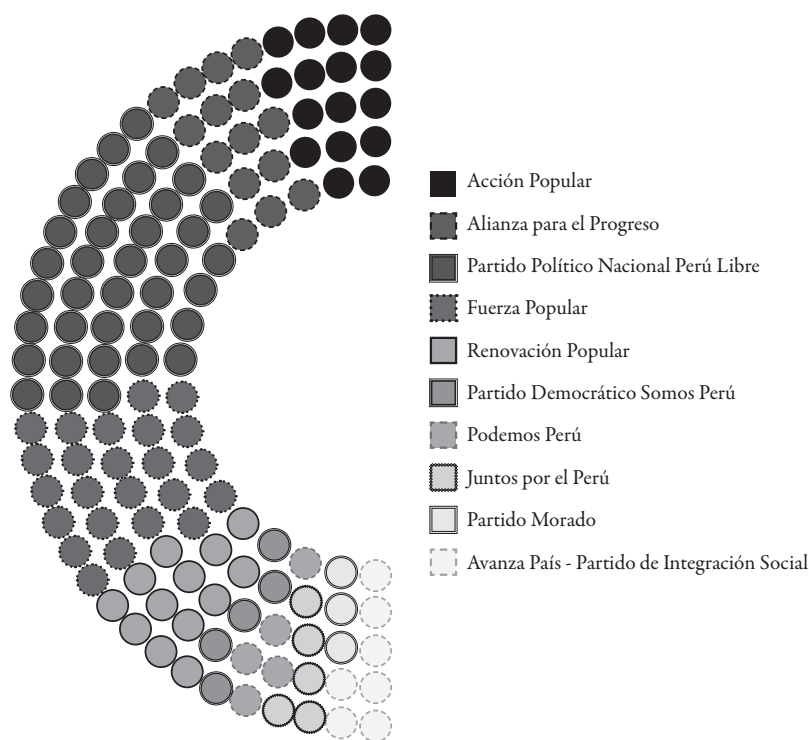 Acción Popular
Alianza para el Progreso
Partido Político Nacional Perú Libre
Fuerza Popular
Renovación Popular
Partido Democrático Somos Perú
Podemos Perú
Juntos por el Perú
Partido Morado
Avanza País - Partido de Integración Social